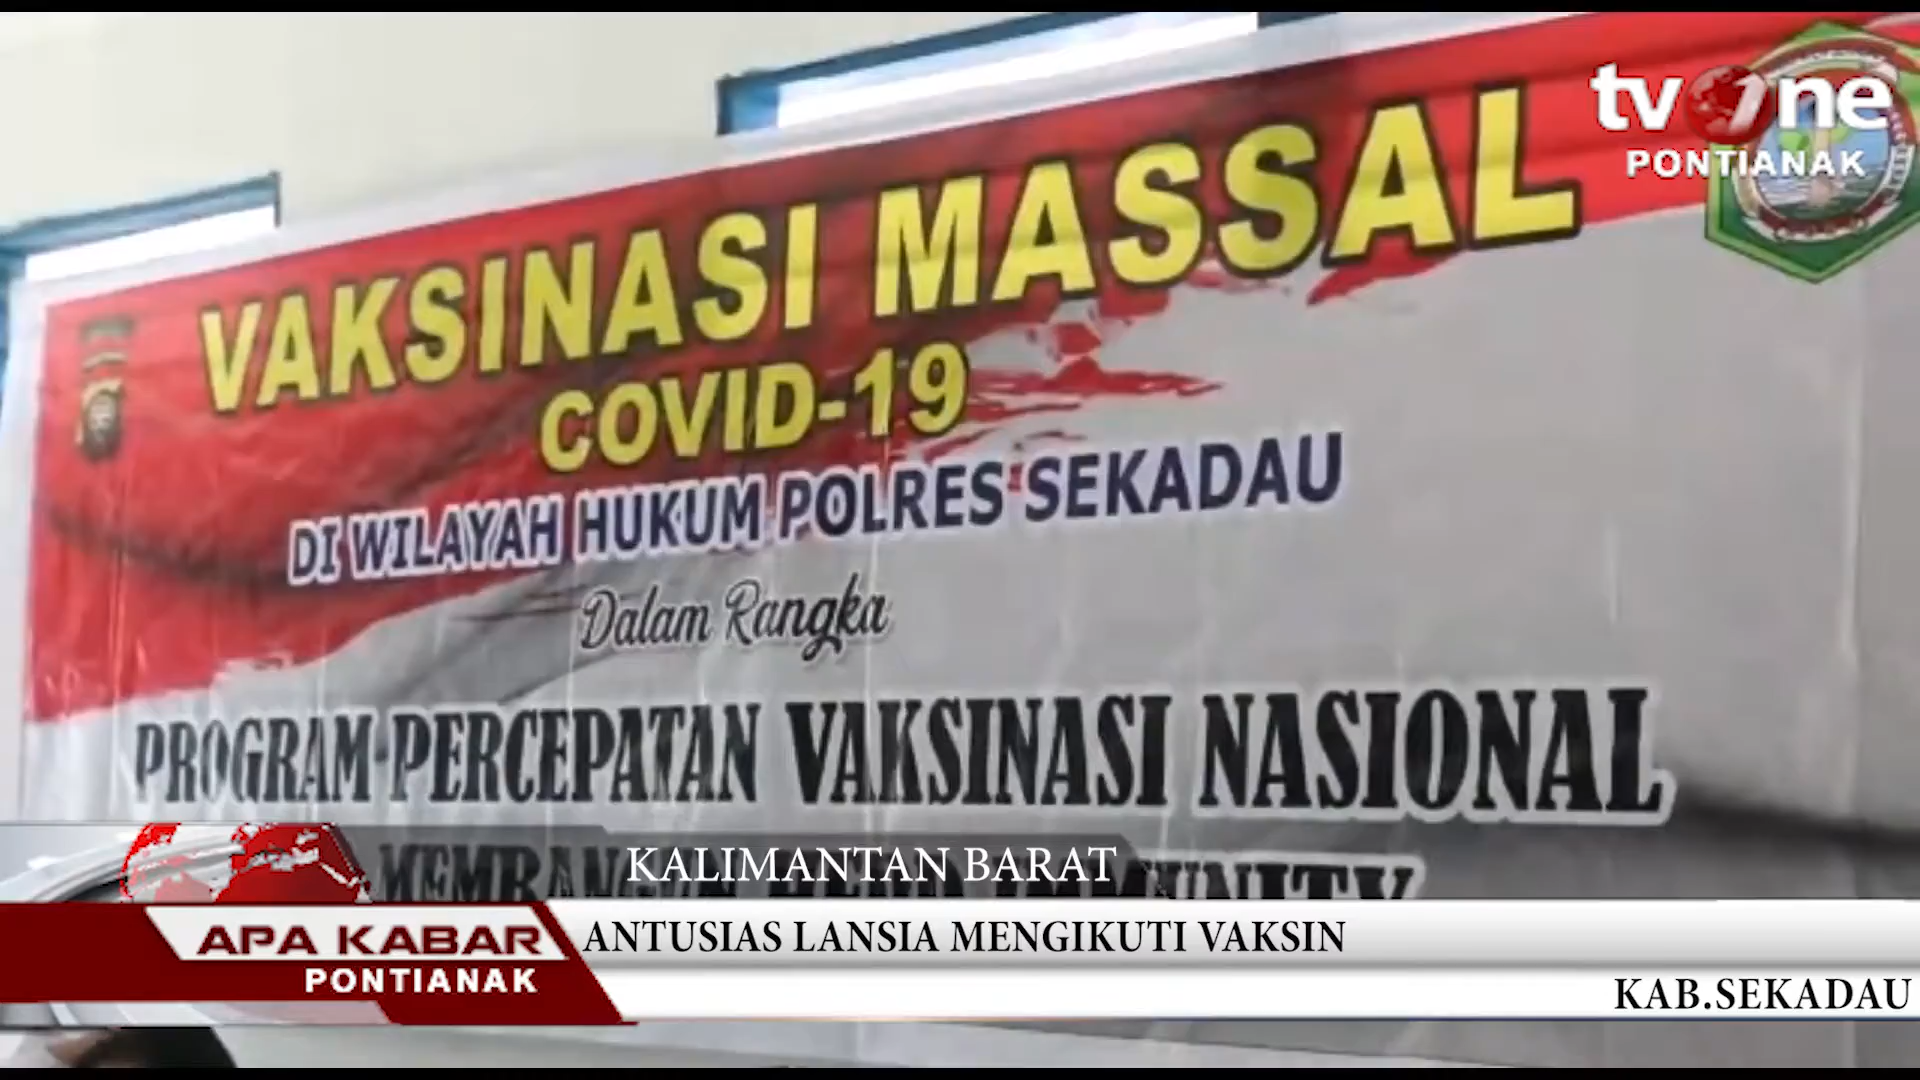 tvOne
PONTIANAK
VAKSINASI MASSAL
COVID-19
DI WILAYAH HUKUM POLRES SEKADAU
Dalam Rangka
PROGRAM PERCEPATAN VAKSINASI NASIONAL
KALIMANTAN BARAT
APA KABAR
PONTIANAK
ANTUSIAS LANSIA MENGIKUTI VAKSIN
KAB.SEKADAU